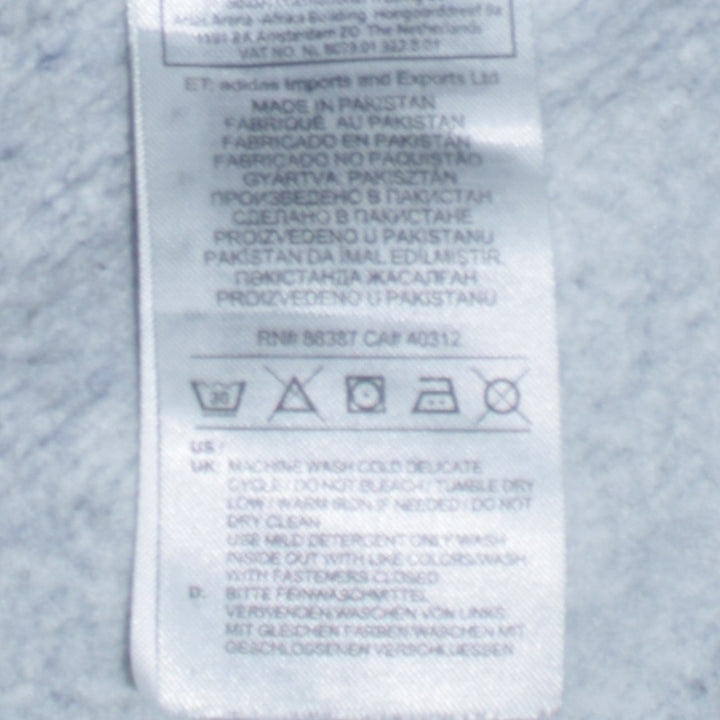 Arena -Afrika Building, Hoogoorddreef 9a
1101 BA Amsterdam ZO The Netherlands
VAT NO. NL
ET: adidas Imports and Exports Ltd
MADE IN PAKISTAN
FABRIQUÉ AU PAKISTAN
FABRICADO EN PAKISTÁN
FABRICADO NO PAQUISTÃO
GYÁRTVA: PAKISZTÁN
ПРОИЗВЕДЕНО В ПАКИСТАН
СДЕЛАНО В ПАКИСТАНЕ
PROIZVEDENO U PAKISTANU
PAKISTAN'DA İMAL EDİLMİŞTİR.
ПӘКІСТАНДА ЖАСАЛҒАН
PROIZVEDENO U PAKISTANU
RN# 88387 CA# 40312
30
US /
UK: MACHINE WASH COLD DELICATE
CYCLE / DO NOT BLEACH / TUMBLE DRY
LOW / WARM IRON IF NEEDED / DO NOT
DRY CLEAN
USE MILD DETERGENT ONLY/WASH
INSIDE OUT WITH LIKE COLORS/WASH
WITH FASTENERS CLOSED
D: BITTE FEINWASCHMITTEL
VERWENDEN/WASCHEN VON LINKS
MIT GLEICHEN FARBEN/WASCHEN MIT
GESCHLOSSENEN VERSCHLUESSEN